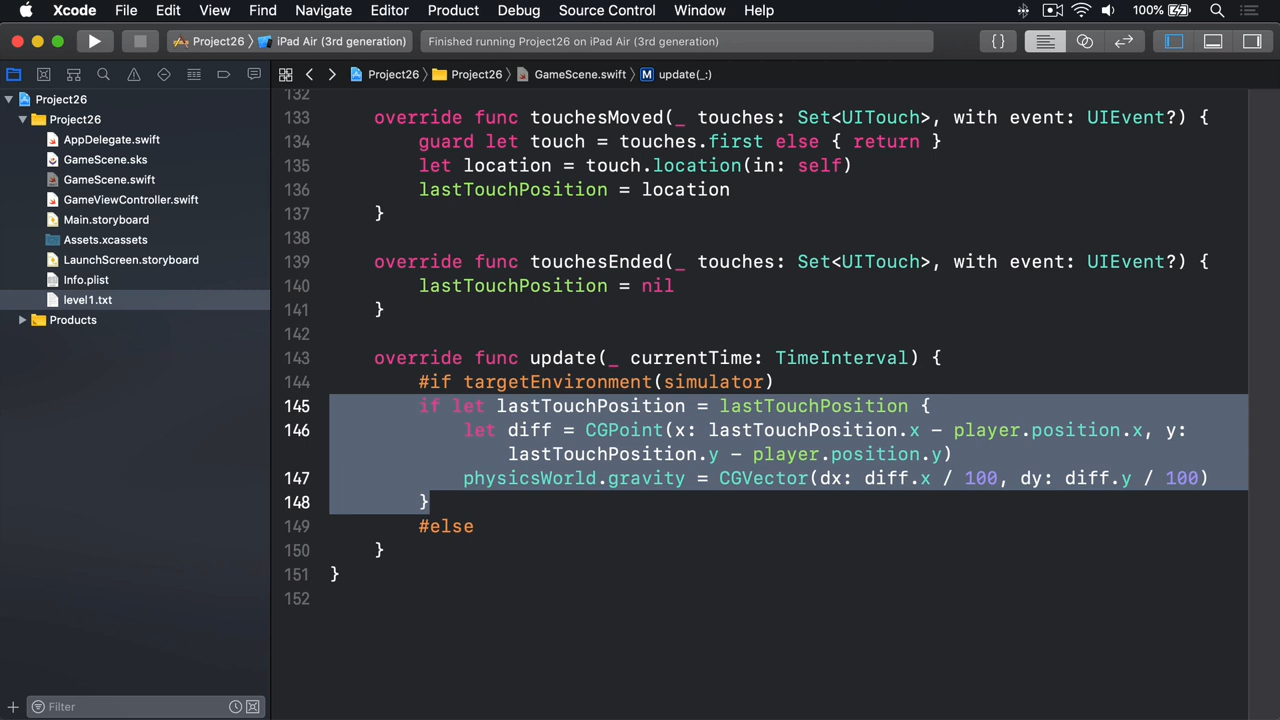 Xcode File Edit View Find Navigate Editor Product Debug Source Control Window Help 100%
Project26 iPad Air (3rd generation) Finished running Project26 on iPad Air (3rd generation) {}
Project26 Project26 GameScene.swift M update(_:)
Project26
Project26
AppDelegate.swift
GameScene.sks
GameScene.swift
GameViewController.swift
Main.storyboard
Assets.xcassets
LaunchScreen.storyboard
Info.plist
level1.txt
Products
Filter
132
133 override func touchesMoved(_ touches: Set<UITouch>, with event: UIEvent?) {
134 guard let touch = touches.first else { return }
135 let location = touch.location(in: self)
136 lastTouchPosition = location
137 }
138
139 override func touchesEnded(_ touches: Set<UITouch>, with event: UIEvent?) {
140 lastTouchPosition = nil
141 }
142
143 override func update(_ currentTime: TimeInterval) {
144 #if targetEnvironment(simulator)
145 if let lastTouchPosition = lastTouchPosition {
146 let diff = CGPoint(x: lastTouchPosition.x - player.position.x, y:
lastTouchPosition.y - player.position.y)
147 physicsWorld.gravity = CGVector(dx: diff.x / 100, dy: diff.y / 100)
148 }
149 #else
150 }
151 }
152